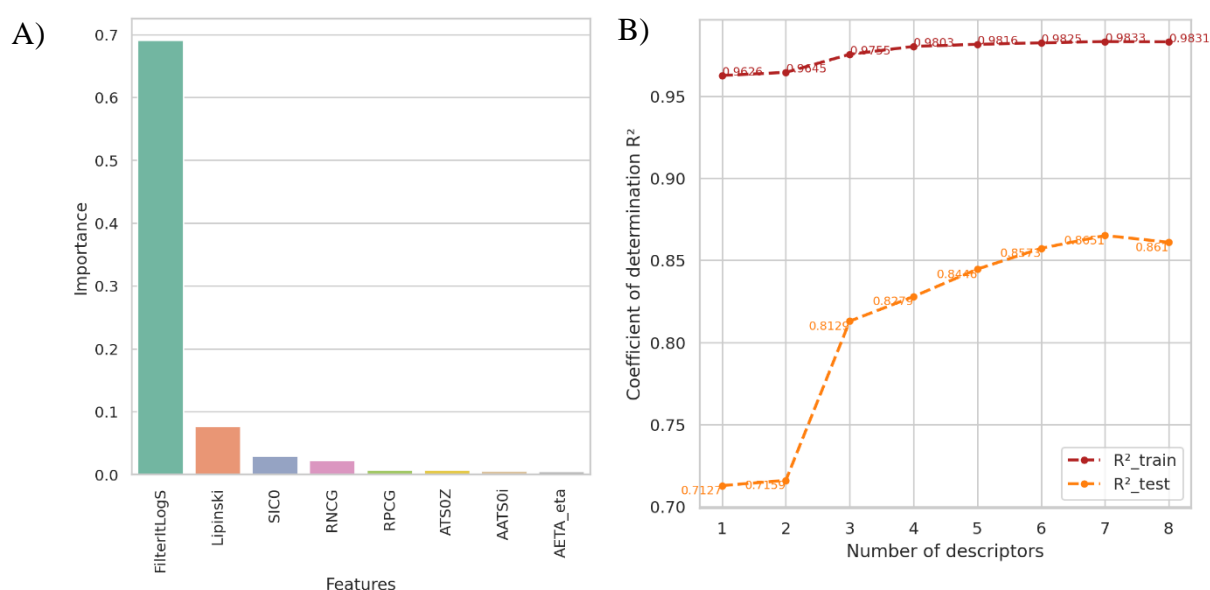 A)
0.7
0.6
0.5
0.4
0.3
0.2
0.1
0.0
Importance
FilterItLogS
Lipinski
SIC0
RNCG
RPCG
ATS0Z
AATS0i
AETA_eta
Features
B)
0.95
0.90
0.85
0.80
0.75
0.70
Coefficient of determination R²
0.9626
0.9645
0.9755
0.9803
0.9816
0.9825
0.9833
0.9831
0.7127
0.7159
0.8129
0.8279
0.8446
0.8573
0.8651
0.861
R²_train
R²_test
1 2 3 4 5 6 7 8
Number of descriptors